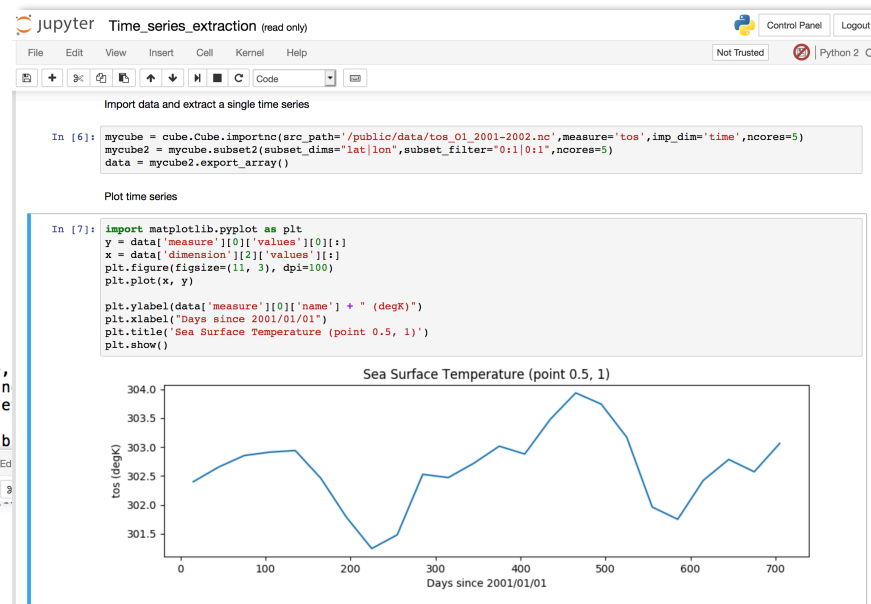 jupyter Time_series_extraction (read only)
Control Panel Logout
File Edit View Insert Cell Kernel Help
Not Trusted Python 2
Code
Import data and extract a single time series
In [6]: mycube = cube.Cube.importnc(src_path='/public/data/tos_O1_2001-2002.nc',measure='tos',imp_dim='time',ncores=5)
mycube2 = mycube.subset2(subset_dims="lat|lon",subset_filter="0:1|0:1",ncores=5)
data = mycube2.export_array()
Plot time series
In [7]: import matplotlib.pyplot as plt
y = data['measure'][0]['values'][0][:]
x = data['dimension'][2]['values'][:]
plt.figure(figsize=(11, 3), dpi=100)
plt.plot(x, y)
plt.ylabel(data['measure'][0]['name'] + " (degK)")
plt.xlabel("Days since 2001/01/01")
plt.title('Sea Surface Temperature (point 0.5, 1)')
plt.show()
Sea Surface Temperature (point 0.5, 1)
304.0
303.5
303.0
302.5
302.0
301.5
tos (degK)
0 100 200 300 400 500 600 700
Days since 2001/01/01
,
n
e
b
Ed